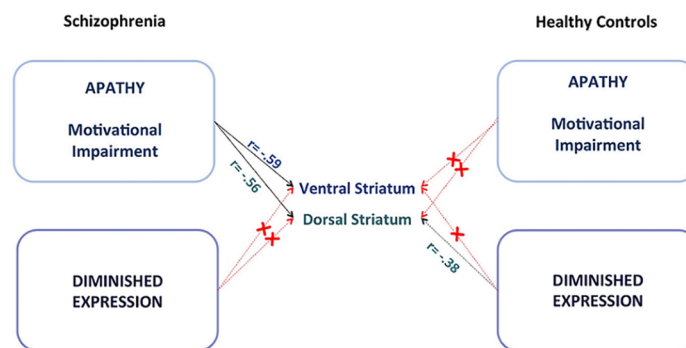 Schizophrenia
Healthy Controls
APATHY
Motivational
Impairment
r= -.59
r= -.56
Ventral Striatum
Dorsal Striatum
APATHY
Motivational
Impairment
DIMINISHED
EXPRESSION
r= -.38
DIMINISHED
EXPRESSION